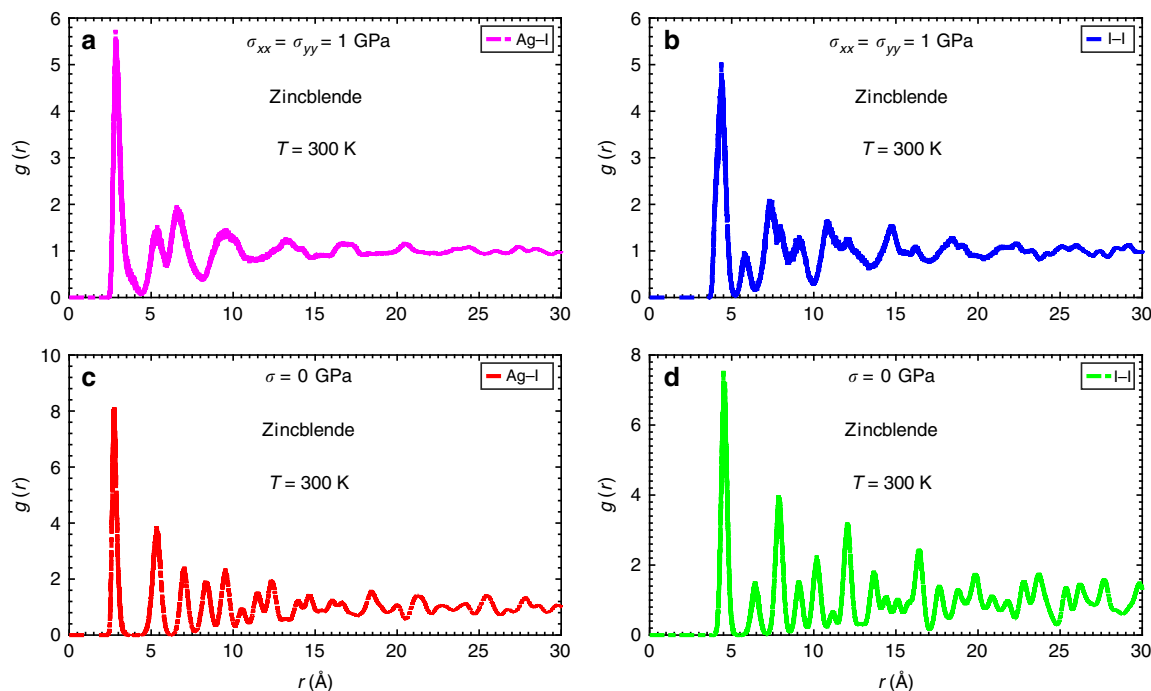 a
σxx = σyy = 1 GPa
Ag–I
Zincblende
T = 300 K
g (r)
6
5
4
3
2
1
0
0 5 10 15 20 25 30
b
σxx = σyy = 1 GPa
I–I
Zincblende
T = 300 K
g (r)
6
5
4
3
2
1
0
0 5 10 15 20 25 30
c
σ = 0 GPa
Ag–I
Zincblende
T = 300 K
g (r)
10
8
6
4
2
0
0 5 10 15 20 25 30
r (Å)
d
σ = 0 GPa
I–I
Zincblende
T = 300 K
g (r)
8
6
4
2
0
0 5 10 15 20 25 30
r (Å)